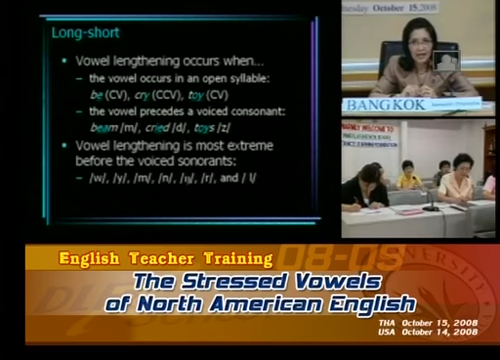 Long-short
• Vowel lengthening occurs when...
– the vowel occurs in an open syllable:
be (CV), cry (CCV), toy (CV)
– the vowel precedes a voiced consonant:
beam /m/, cried /d/, toys /z/
• Vowel lengthening is most extreme
before the voiced sonorants:
– /w/, /y/, /m/, /n/, /ŋ/, /r/, and / l/
October 15, 2008
BANGKOK
English Teacher Training
08-09
The Stressed Vowels
of North American English
THA October 15, 2008
USA October 14, 2008